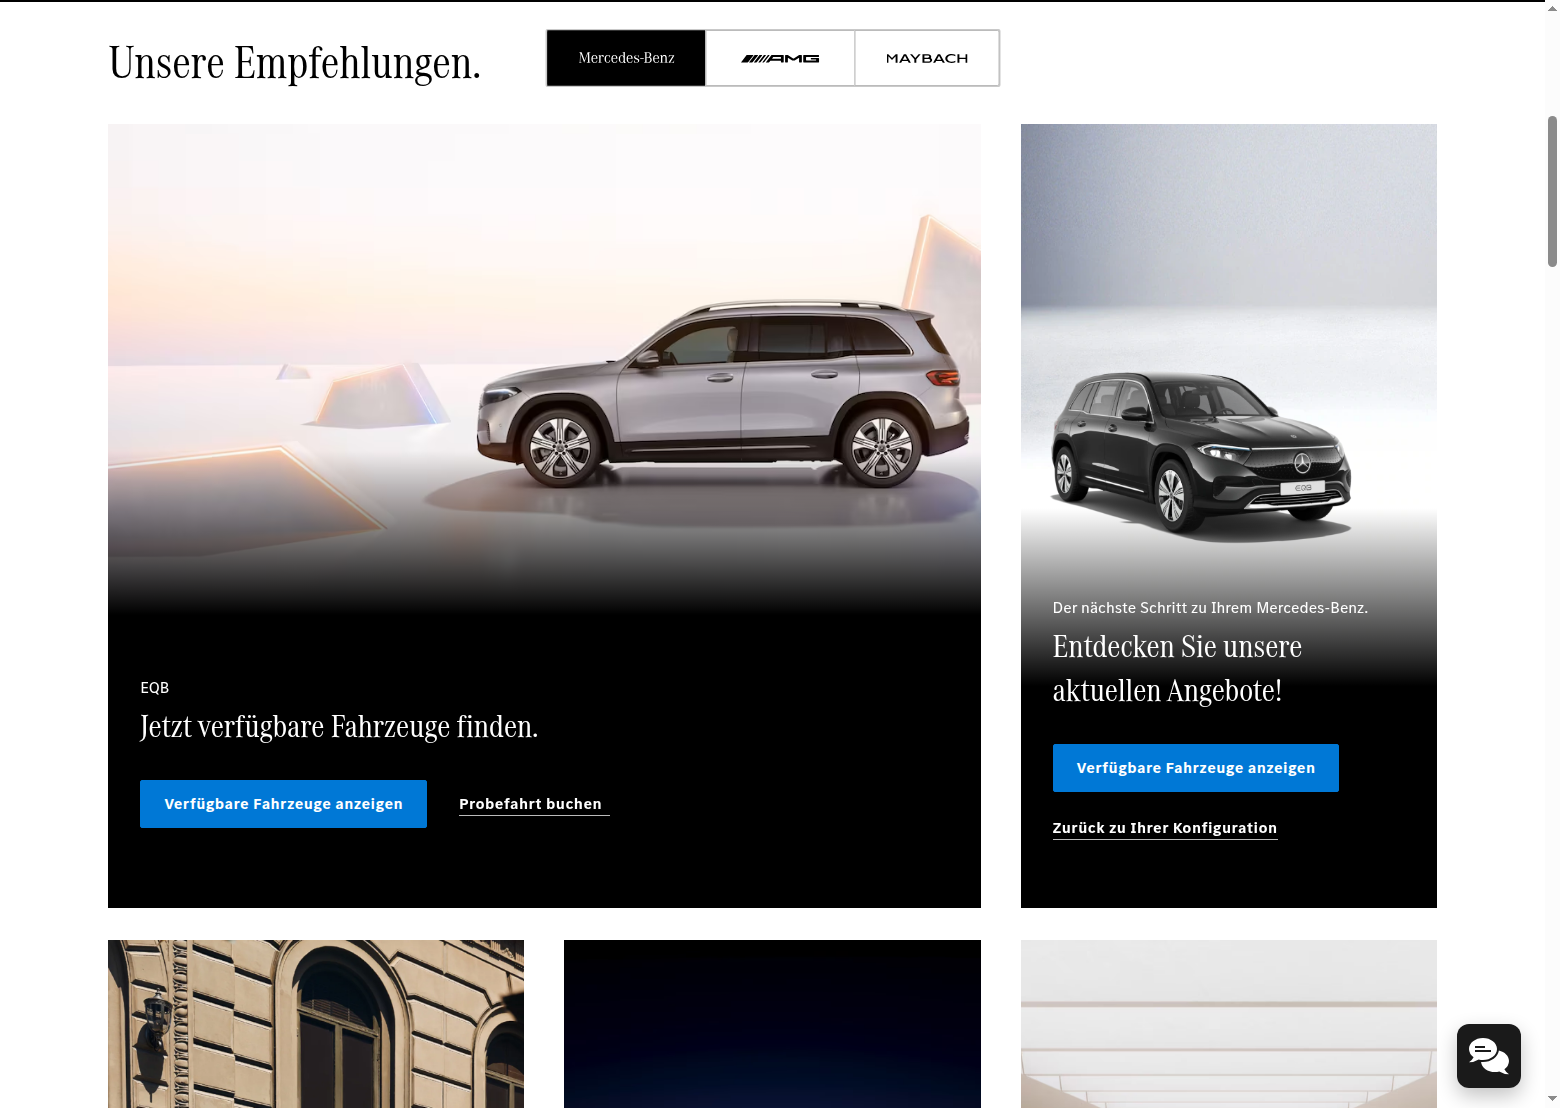 Unsere Empfehlungen.
Mercedes-Benz
AMG
MAYBACH
EQB
Jetzt verfügbare Fahrzeuge finden.
Verfügbare Fahrzeuge anzeigen
Probefahrt buchen
EQB
Der nächste Schritt zu Ihrem Mercedes-Benz.
Entdecken Sie unsere
aktuellen Angebote!
Verfügbare Fahrzeuge anzeigen
Zurück zu Ihrer Konfiguration